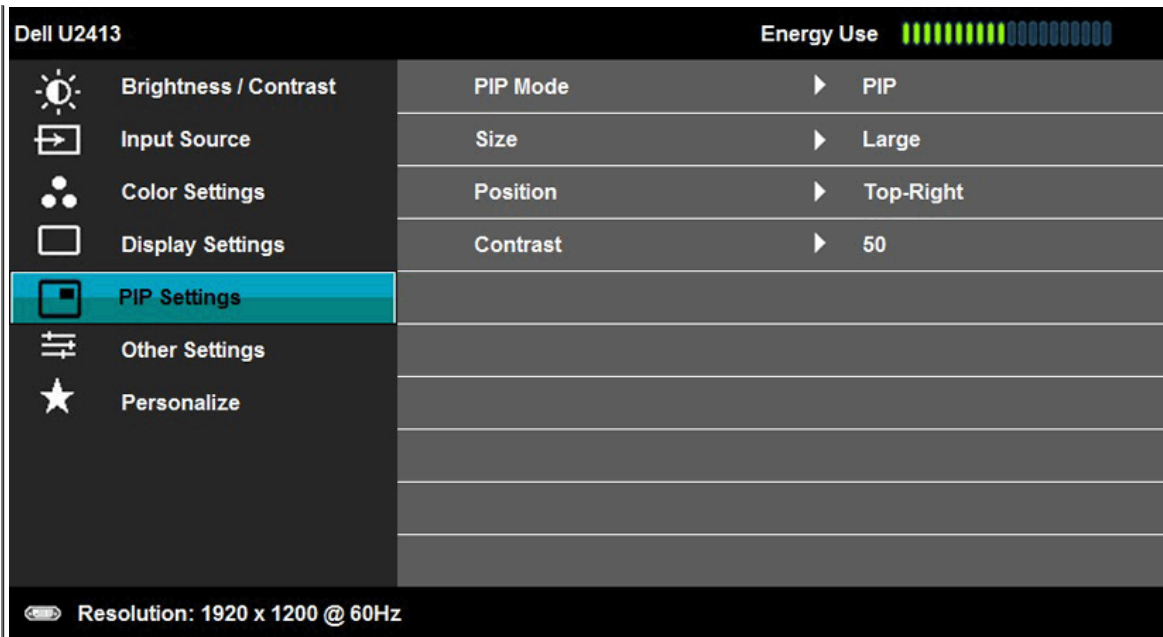 Dell U2413 Energy Use
Brightness / Contrast PIP Mode PIP
Input Source Size Large
Color Settings Position Top-Right
Display Settings Contrast 50
PIP Settings
Other Settings
Personalize
Resolution: 1920 x 1200 @ 60Hz